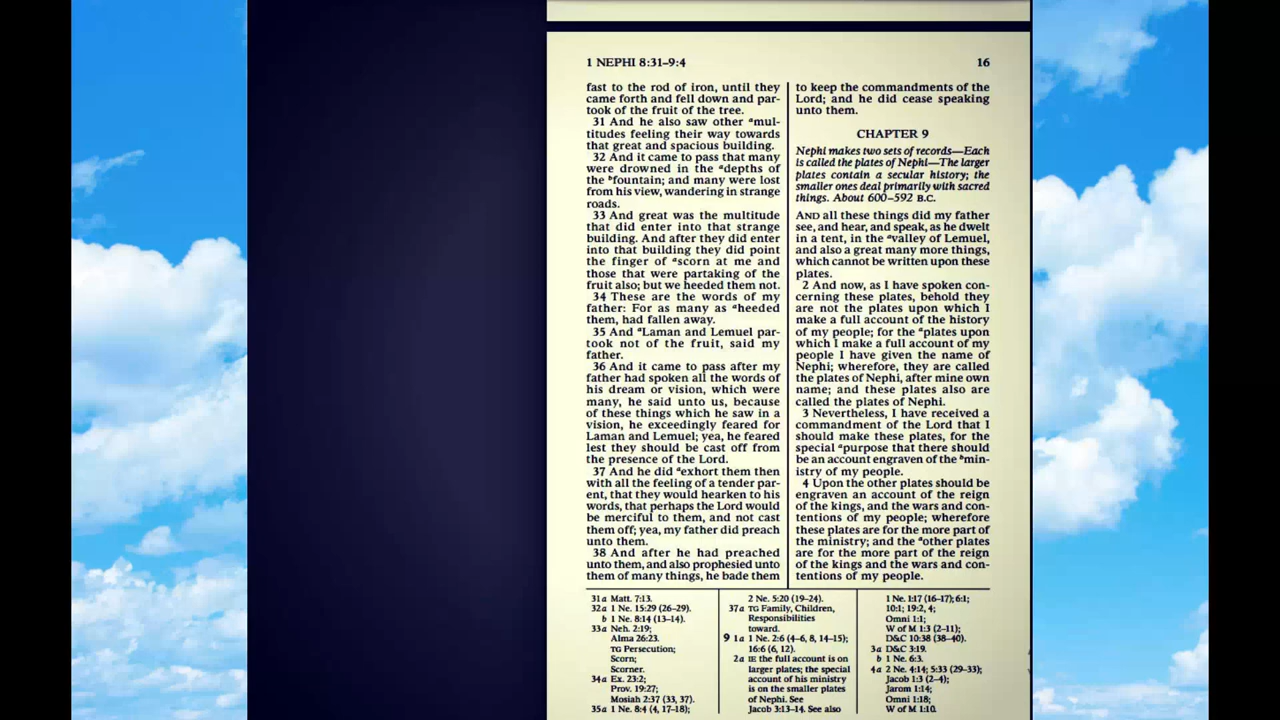 1 NEPHI 8:31–9:4
16
fast to the rod of iron, until they
came forth and fell down and par-
took of the fruit of the tree.
31 And he also saw other ᵃmul-
titudes feeling their way towards
that great and spacious building.
32 And it came to pass that many
were drowned in the ᵃdepths of
the ᵇfountain; and many were lost
from his view, wandering in strange
roads.
33 And great was the multitude
that did enter into that strange
building. And after they did enter
into that building they did point
the finger of ᵃscorn at me and
those that were partaking of the
fruit also; but we heeded them not.
34 These are the words of my
father: For as many as ᵃheeded
them, had fallen away.
35 And ᵃLaman and Lemuel par-
took not of the fruit, said my
father.
36 And it came to pass after my
father had spoken all the words of
his dream or vision, which were
many, he said unto us, because
of these things which he saw in a
vision, he exceedingly feared for
Laman and Lemuel; yea, he feared
lest they should be cast off from
the presence of the Lord.
37 And he did ᵃexhort them then
with all the feeling of a tender par-
ent, that they would hearken to his
words, that perhaps the Lord would
be merciful to them, and not cast
them off; yea, my father did preach
unto them.
38 And after he had preached
unto them, and also prophesied unto
them of many things, he bade them
to keep the commandments of the
Lord; and he did cease speaking
unto them.
CHAPTER 9
Nephi makes two sets of records—Each
is called the plates of Nephi—The larger
plates contain a secular history; the
smaller ones deal primarily with sacred
things. About 600–592 B.C.
AND all these things did my father
see, and hear, and speak, as he dwelt
in a tent, in the ᵃvalley of Lemuel,
and also a great many more things,
which cannot be written upon these
plates.
2 And now, as I have spoken con-
cerning these plates, behold they
are not the plates upon which I
make a full account of the history
of my people; for the ᵃplates upon
which I make a full account of my
people I have given the name of
Nephi; wherefore, they are called
the plates of Nephi, after mine own
name; and these plates also are
called the plates of Nephi.
3 Nevertheless, I have received a
commandment of the Lord that I
should make these plates, for the
special ᵃpurpose that there should
be an account engraven of the ᵇmin-
istry of my people.
4 Upon the other plates should be
engraven an account of the reign
of the kings, and the wars and con-
tentions of my people; wherefore
these plates are for the more part of
the ministry; and the ᵃother plates
are for the more part of the reign
of the kings and the wars and con-
tentions of my people.
31a Matt. 7:13.
32a 1 Ne. 15:29 (26–29).
b 1 Ne. 8:14 (13–14).
33a Neh. 2:19;
Alma 26:23.
TG Persecution;
Scorn;
Scorner.
34a Ex. 23:2;
Prov. 19:27;
Mosiah 2:37 (33, 37).
35a 1 Ne. 8:4 (4, 17–18);
2 Ne. 5:20 (19–24).
37a TG Family, Children,
Responsibilities
toward.
9 1a 1 Ne. 2:6 (4–6, 8, 14–15);
16:6 (6, 12).
2a IE the full account is on
larger plates; the special
account of his ministry
is on the smaller plates
of Nephi. See
Jacob 3:13–14. See also
1 Ne. 1:17 (16–17); 6:1;
10:1; 19:2, 4;
Omni 1:1;
W of M 1:3 (2–11);
D&C 10:38 (38–40).
3a D&C 3:19.
b 1 Ne. 6:3.
4a 2 Ne. 4:14; 5:33 (29–33);
Jacob 1:3 (2–4);
Jarom 1:14;
Omni 1:18;
W of M 1:10.